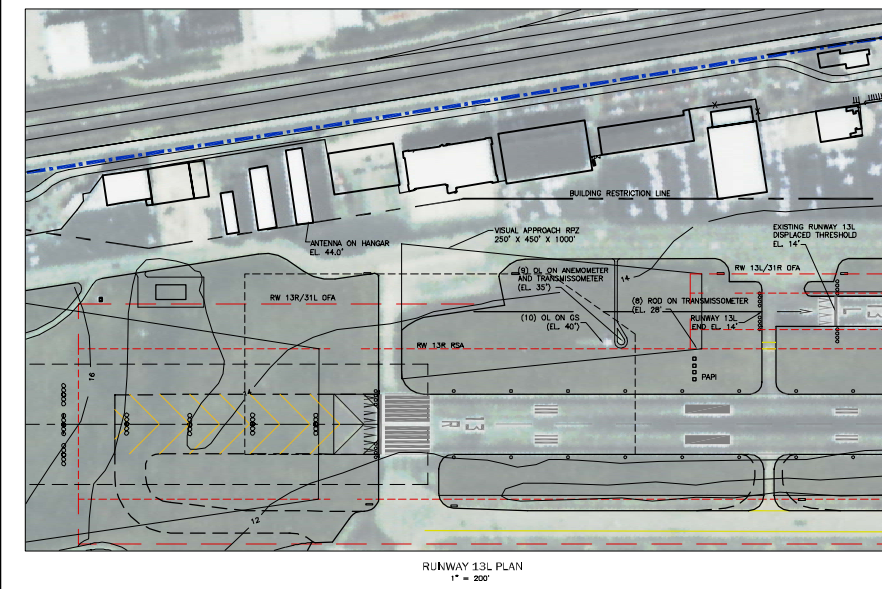 BUILDING RESTRICTION LINE
VISUAL APPROACH RPZ
250' X 450' X 1000'
EXISTING RUNWAY 13L
DISPLACED THRESHOLD
EL. 14'
ANTENNA ON HANGAR
EL. 44.0'
(9) OL ON ANEMOMETER
AND TRANSMISSOMETER
(EL. 35')
14
RW 13L/31R OFA
RW 13R/31L OFA
(8) ROD ON TRANSMISSOMETER
(EL. 28'
(10) OL ON GS
(EL. 40')
RUNWAY 13L
END EL. 14'
13
L
RW 13R RSA
16
PAPI
13
R
12
RUNWAY 13L PLAN
1" = 200'